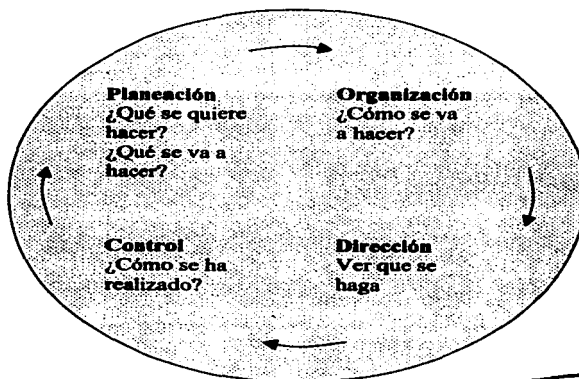 Planeación
¿Qué se quiere
hacer?
¿Qué se va a
hacer?
Organización
¿Cómo se va
a hacer?
Control
¿Cómo se ha
realizado?
Dirección
Ver que se
haga